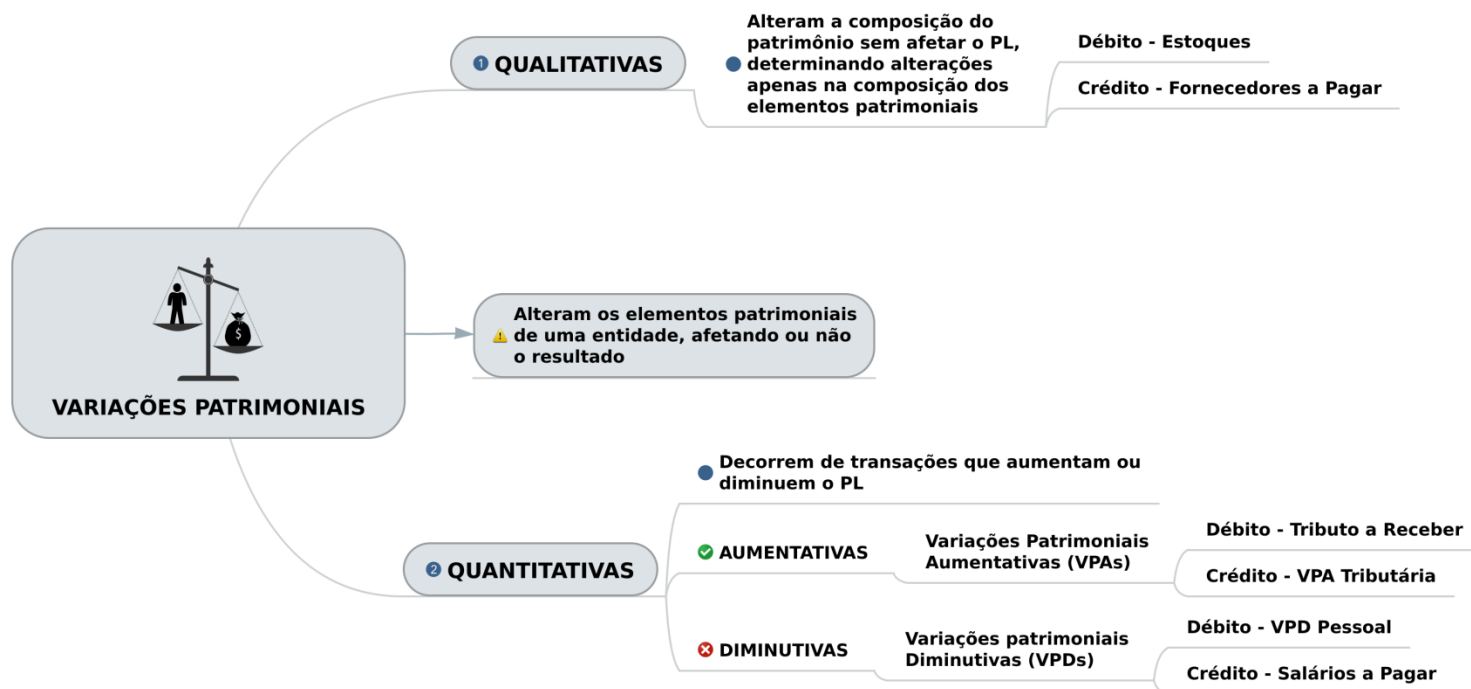 VARIAÇÕES PATRIMONIAIS
1 QUALITATIVAS
Alteram a composição do
patrimônio sem afetar o PL,
determinando alterações
apenas na composição dos
elementos patrimoniais
Débito - Estoques
Crédito - Fornecedores a Pagar
Alteram os elementos patrimoniais
de uma entidade, afetando ou não
o resultado
2 QUANTITATIVAS
Decorrem de transações que aumentam ou
diminuem o PL
AUMENTATIVAS
Variações Patrimoniais
Aumentativas (VPAs)
Débito - Tributo a Receber
Crédito - VPA Tributária
DIMINUTIVAS
Variações patrimoniais
Diminutivas (VPDs)
Débito - VPD Pessoal
Crédito - Salários a Pagar
$